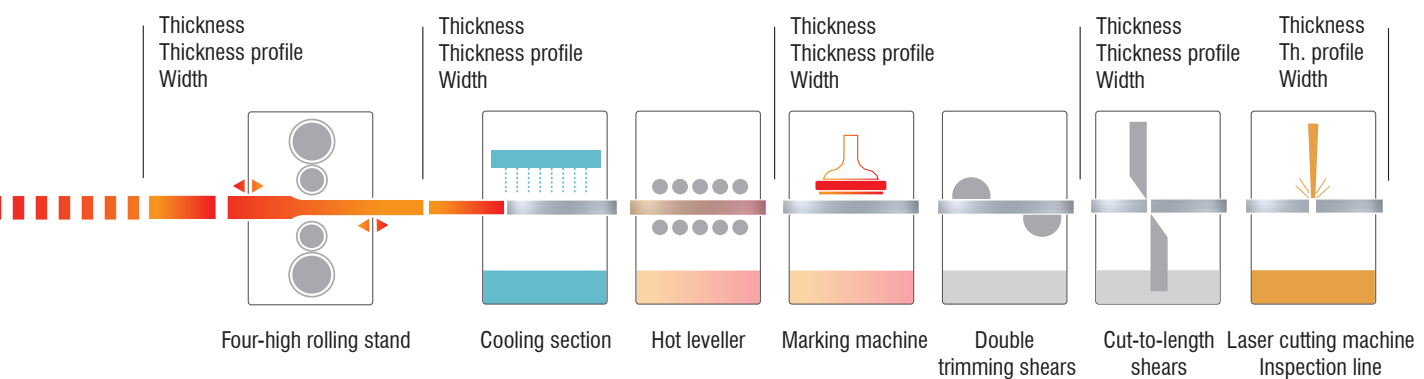 Thickness
Thickness profile
Width
Thickness
Thickness profile
Width
Thickness
Thickness profile
Width
Thickness
Thickness profile
Width
Thickness
Th. profile
Width
Four-high rolling stand
Cooling section
Hot leveller
Marking machine
Double
trimming shears
Cut-to-length
shears
Laser cutting machine
Inspection line